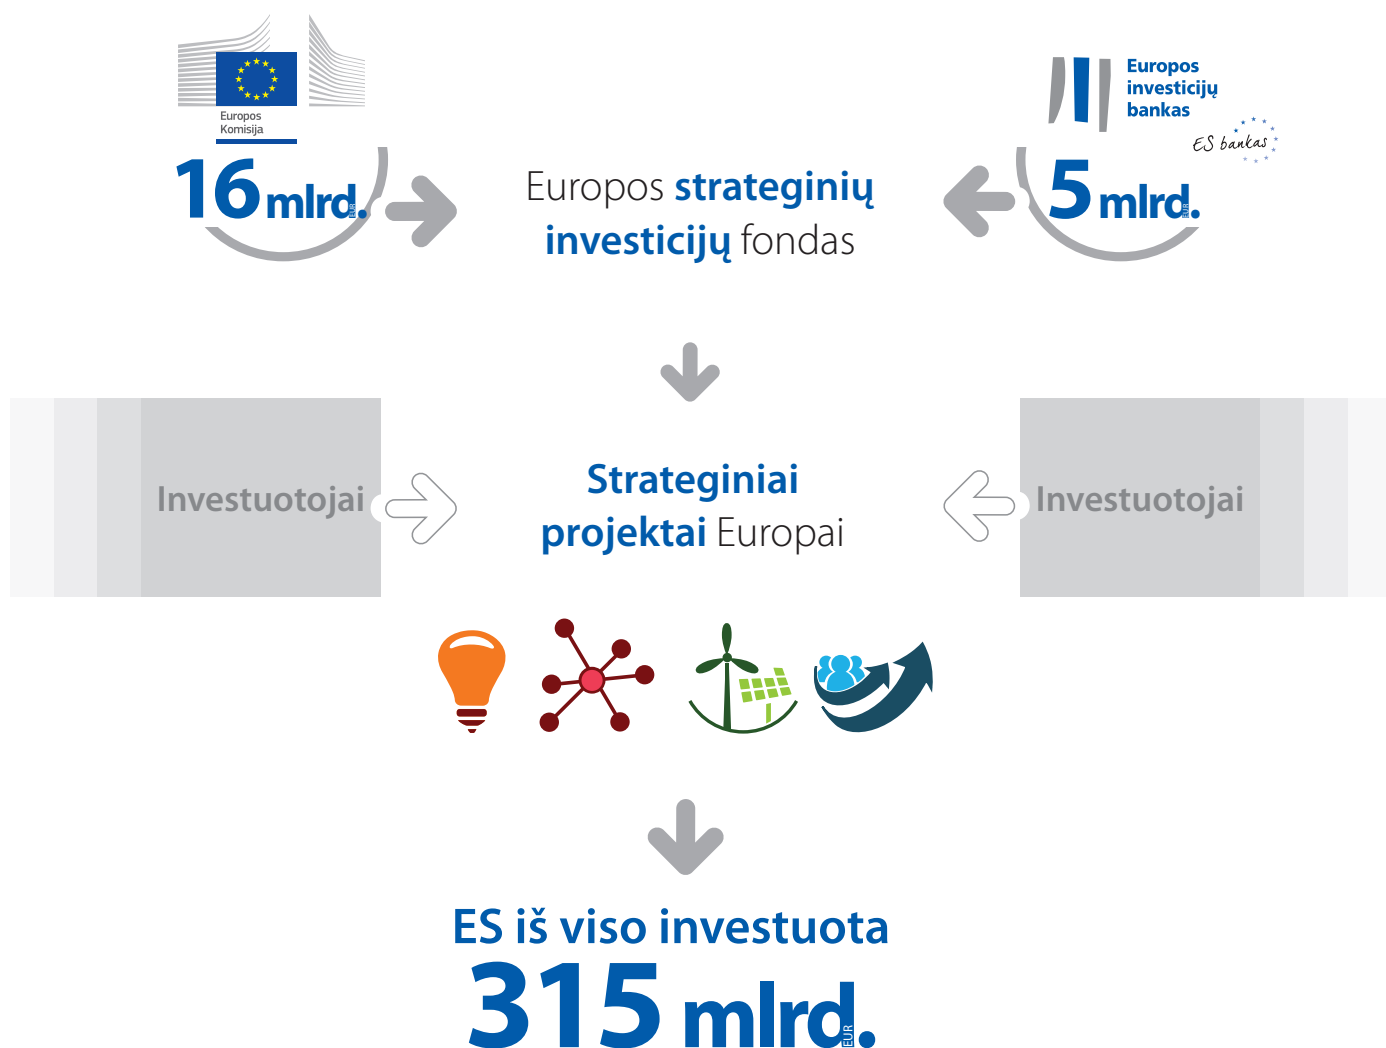 Europos
Komisija
16 mlrd.
EUR
Europos strateginių
investicijų fondas
Europos
investicijų
bankas
ES bankas
5 mlrd.
EUR
Investuotojai
Strateginiai
projektai Europai
Investuotojai
ES iš viso investuota
315 mlrd.
EUR